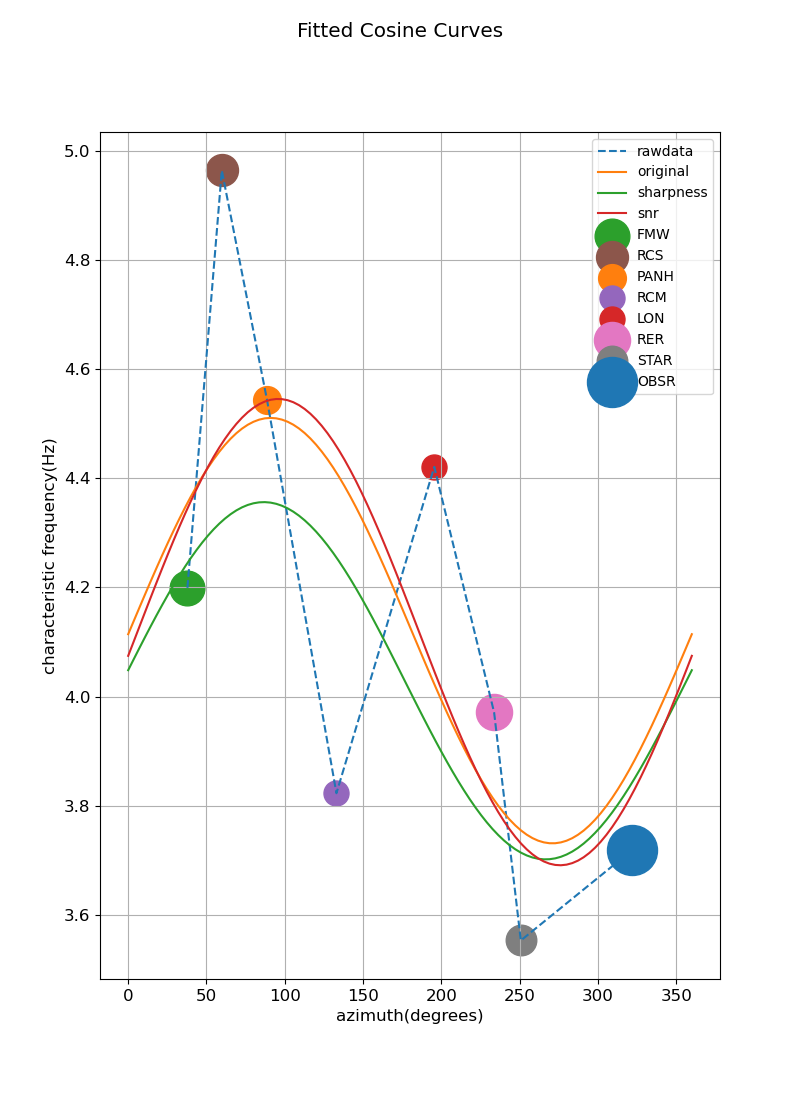 Fitted Cosine Curves
rawdata
original
sharpness
snr
FMW
RCS
PANH
RCM
LON
RER
STAR
OBSR
5.0
4.8
4.6
4.4
4.2
4.0
3.8
3.6
characteristic frequency(Hz)
0 50 100 150 200 250 300 350
azimuth(degrees)